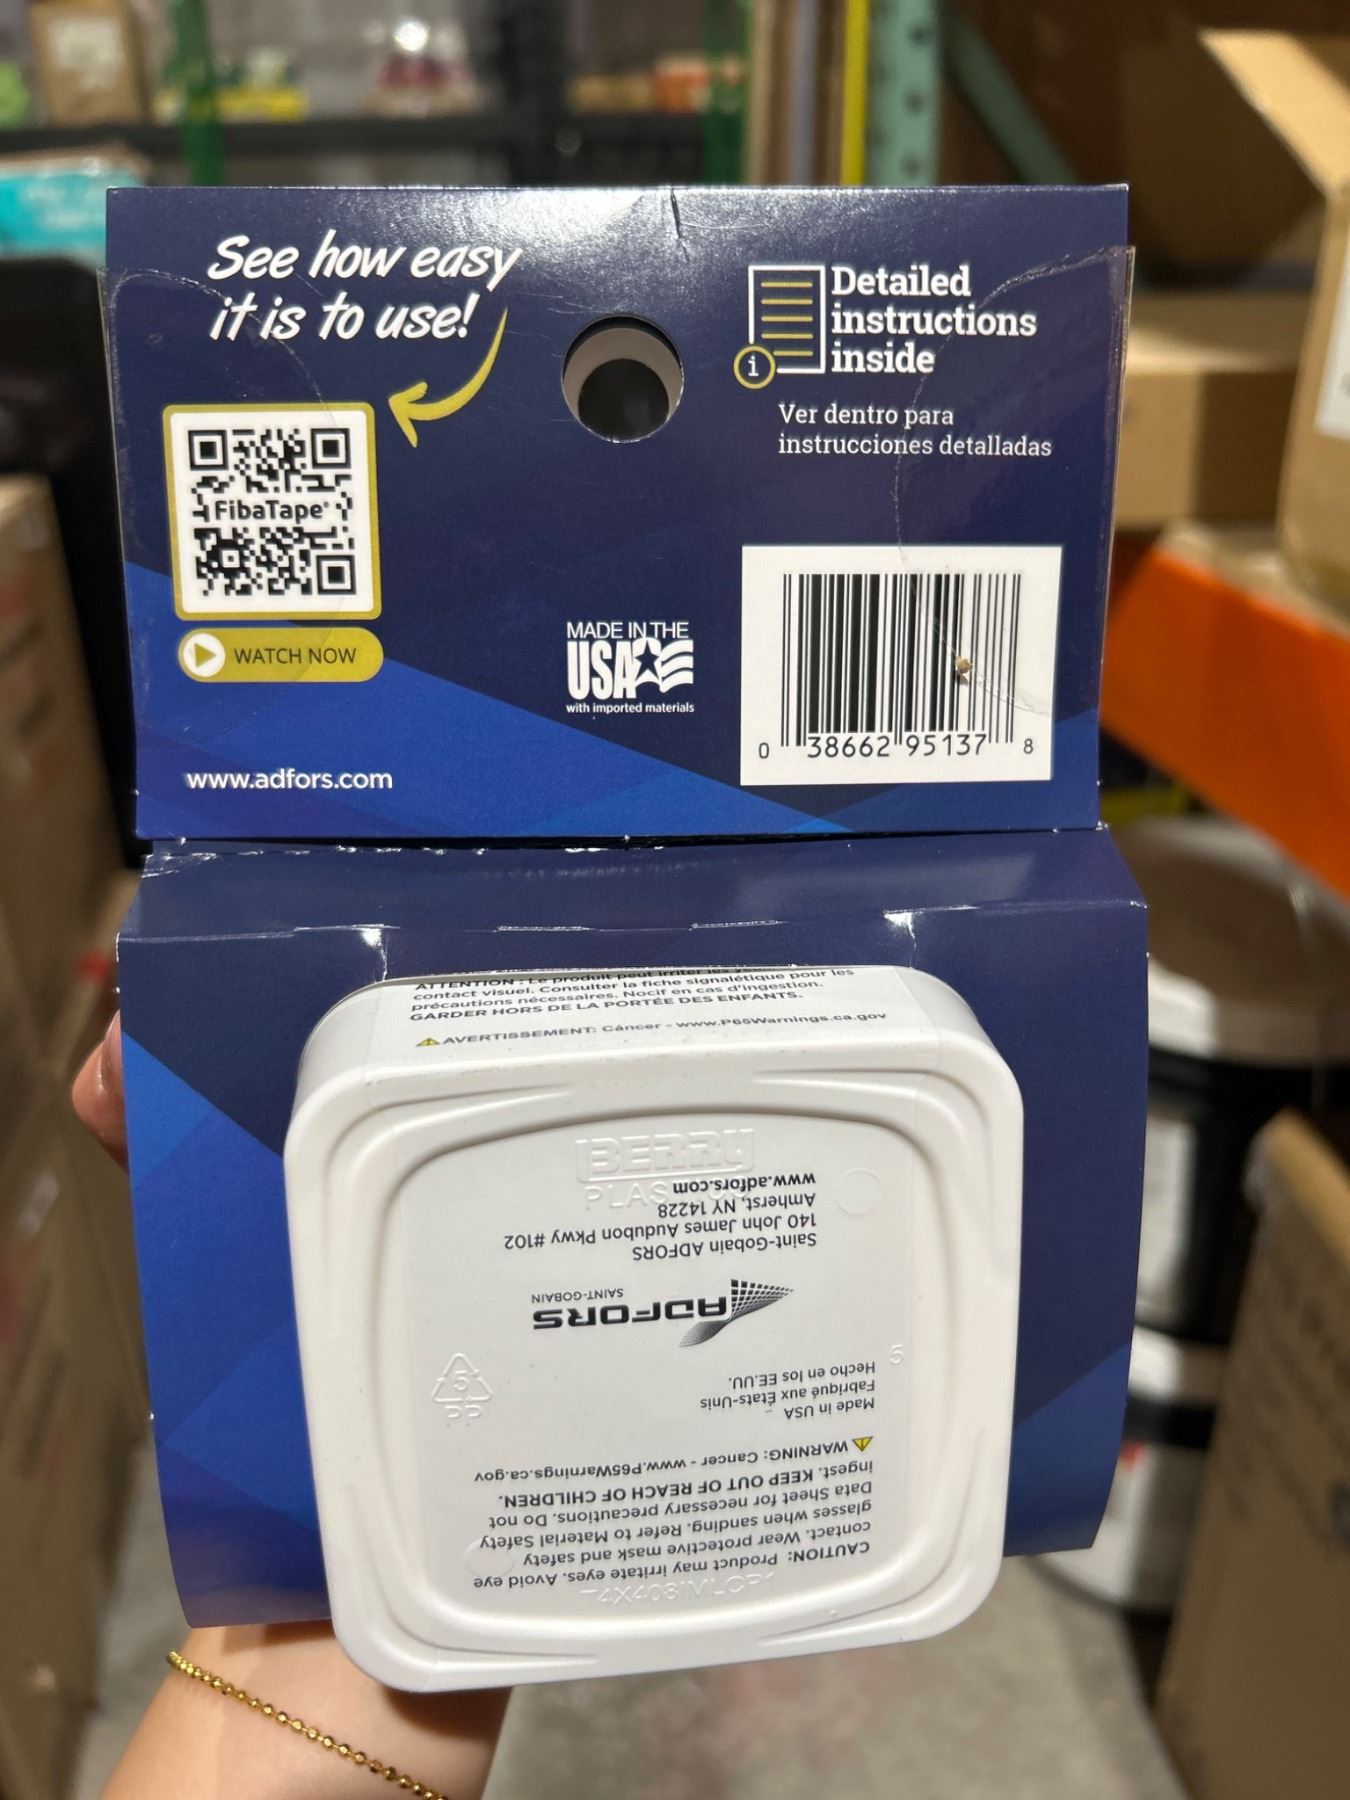 See how easy
it is to use!
FibaTape®
WATCH NOW
www.adfors.com
Detailed
instructions
inside
i
Ver dentro para
instrucciones detalladas
MADE IN THE
USA
with imported materials
0 38662 95137 8
ATTENTION : Le produit peut irriter les
contact visuel. Consulter la fiche signalétique pour les
précautions nécessaires. Nocif en cas d'ingestion.
GARDER HORS DE LA PORTÉE DES ENFANTS.
AVERTISSEMENT: Cáncer - www.P65Warnings.ca.gov
BERRY
CAUTION: Product may irritate eyes. Avoid eye
contact. Wear protective mask and safety
glasses when sanding. Refer to Material Safety
Data Sheet for necessary precautions. Do not
ingest. KEEP OUT OF REACH OF CHILDREN.
WARNING: Cancer - www.P65Warnings.ca.gov
Made in USA
Fabriqué aux États-Unis
Hecho en los EE.UU.
5
PP
5
ADFORS
SAINT-GOBAIN
Saint-Gobain ADFORS
140 John James Audubon Pkwy #102
Amherst, NY 14228
www.adfors.com